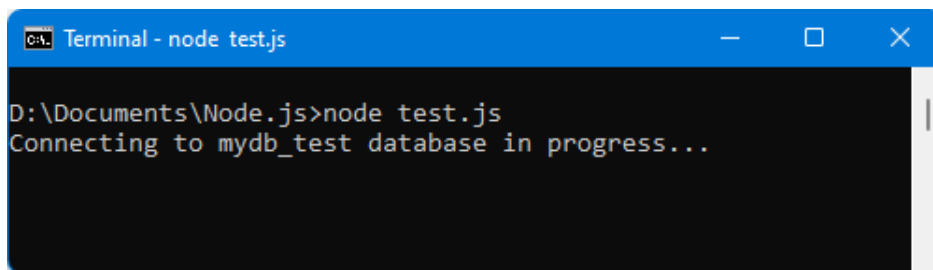 Terminal - node test.js
D:\Documents\Node.js>node test.js
Connecting to mydb_test database in progress...